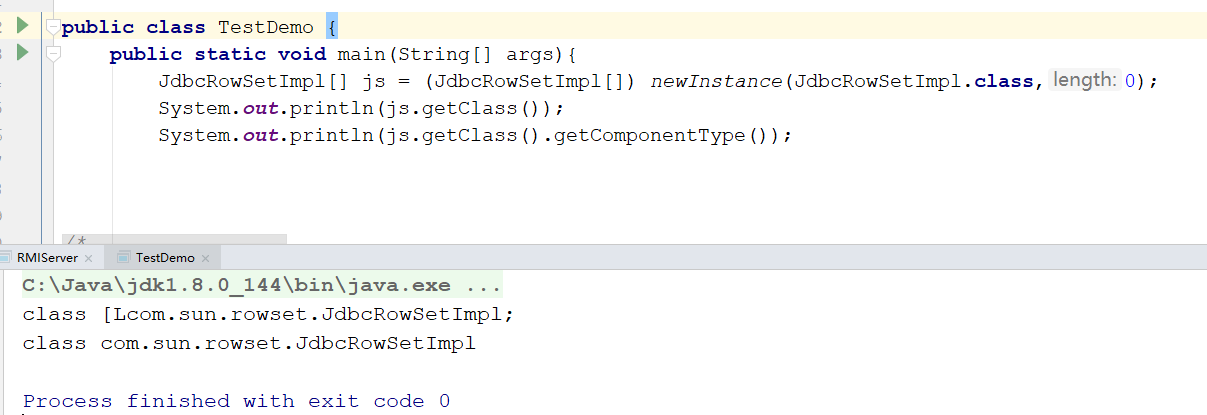 public class TestDemo {
public static void main(String[] args){
JdbcRowSetImpl[] js = (JdbcRowSetImpl[]) newInstance(JdbcRowSetImpl.class, length: 0);
System.out.println(js.getClass());
System.out.println(js.getClass().getComponentType());
/*
RMIServer × TestDemo ×
C:\Java\jdk1.8.0_144\bin\java.exe ...
class [Lcom.sun.rowset.JdbcRowSetImpl;
class com.sun.rowset.JdbcRowSetImpl
Process finished with exit code 0